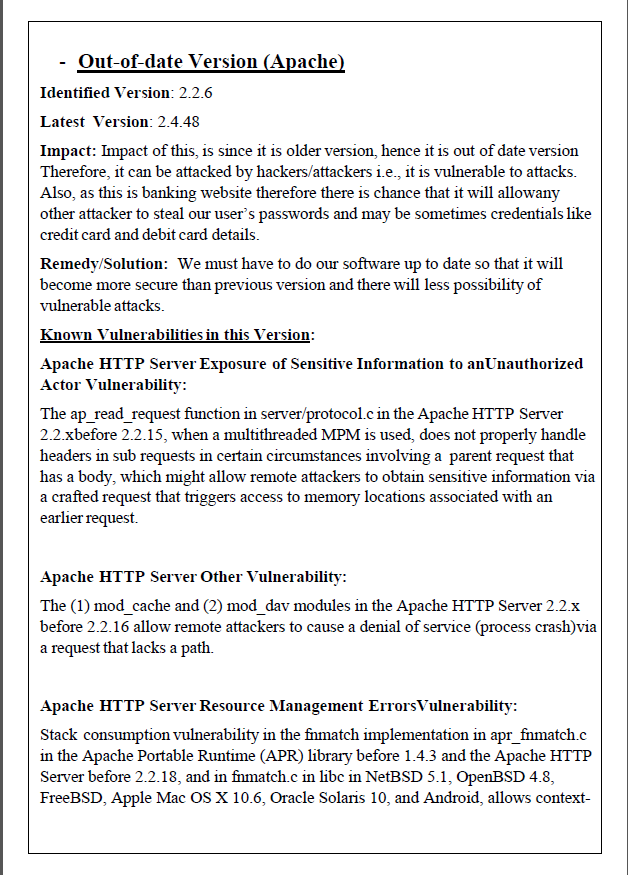 - Out-of-date Version (Apache)
Identified Version: 2.2.6
Latest Version: 2.4.48
Impact: Impact of this, is since it is older version, hence it is out of date version
Therefore, it can be attacked by hackers/attackers i.e., it is vulnerable to attacks.
Also, as this is banking website therefore there is chance that it will allowany
other attacker to steal our user’s passwords and may be sometimes credentials like
credit card and debit card details.
Remedy/Solution: We must have to do our software up to date so that it will
become more secure than previous version and there will less possibility of
vulnerable attacks.
Known Vulnerabilities in this Version:
Apache HTTP Server Exposure of Sensitive Information to anUnauthorized
Actor Vulnerability:
The ap_read_request function in server/protocol.c in the Apache HTTP Server
2.2.xbefore 2.2.15, when a multithreaded MPM is used, does not properly handle
headers in sub requests in certain circumstances involving a parent request that
has a body, which might allow remote attackers to obtain sensitive information via
a crafted request that triggers access to memory locations associated with an
earlier request.
Apache HTTP Server Other Vulnerability:
The (1) mod_cache and (2) mod_dav modules in the Apache HTTP Server 2.2.x
before 2.2.16 allow remote attackers to cause a denial of service (process crash)via
a request that lacks a path.
Apache HTTP Server Resource Management ErrorsVulnerability:
Stack consumption vulnerability in the fnmatch implementation in apr_fnmatch.c
in the Apache Portable Runtime (APR) library before 1.4.3 and the Apache HTTP
Server before 2.2.18, and in fnmatch.c in libc in NetBSD 5.1, OpenBSD 4.8,
FreeBSD, Apple Mac OS X 10.6, Oracle Solaris 10, and Android, allows context-